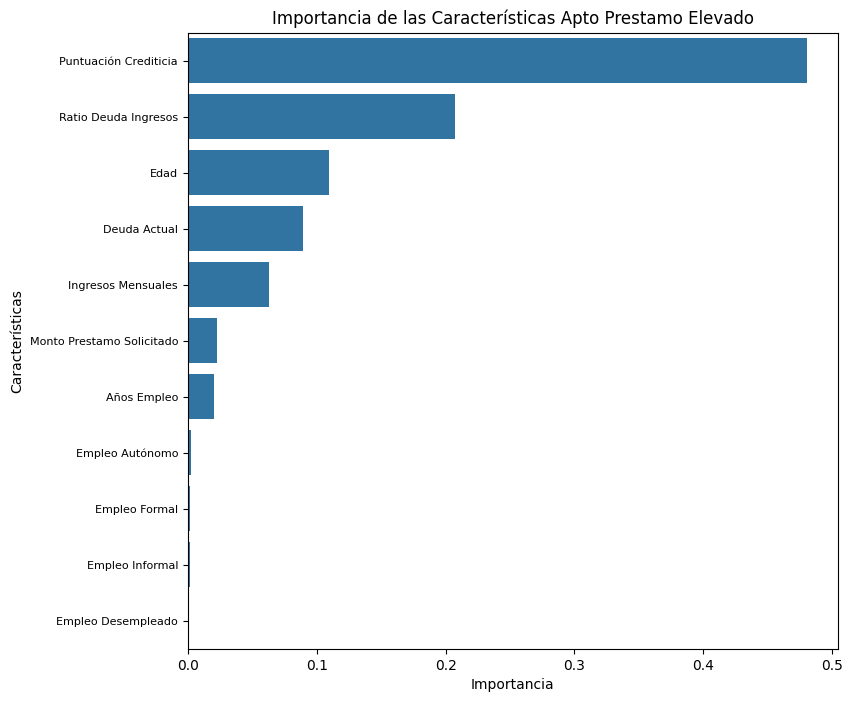 Importancia de las Características Apto Prestamo Elevado
Puntuación Crediticia
Ratio Deuda Ingresos
Edad
Deuda Actual
Ingresos Mensuales
Monto Prestamo Solicitado
Años Empleo
Empleo Autónomo
Empleo Formal
Empleo Informal
Empleo Desempleado
Características
0.0 0.1 0.2 0.3 0.4 0.5
Importancia